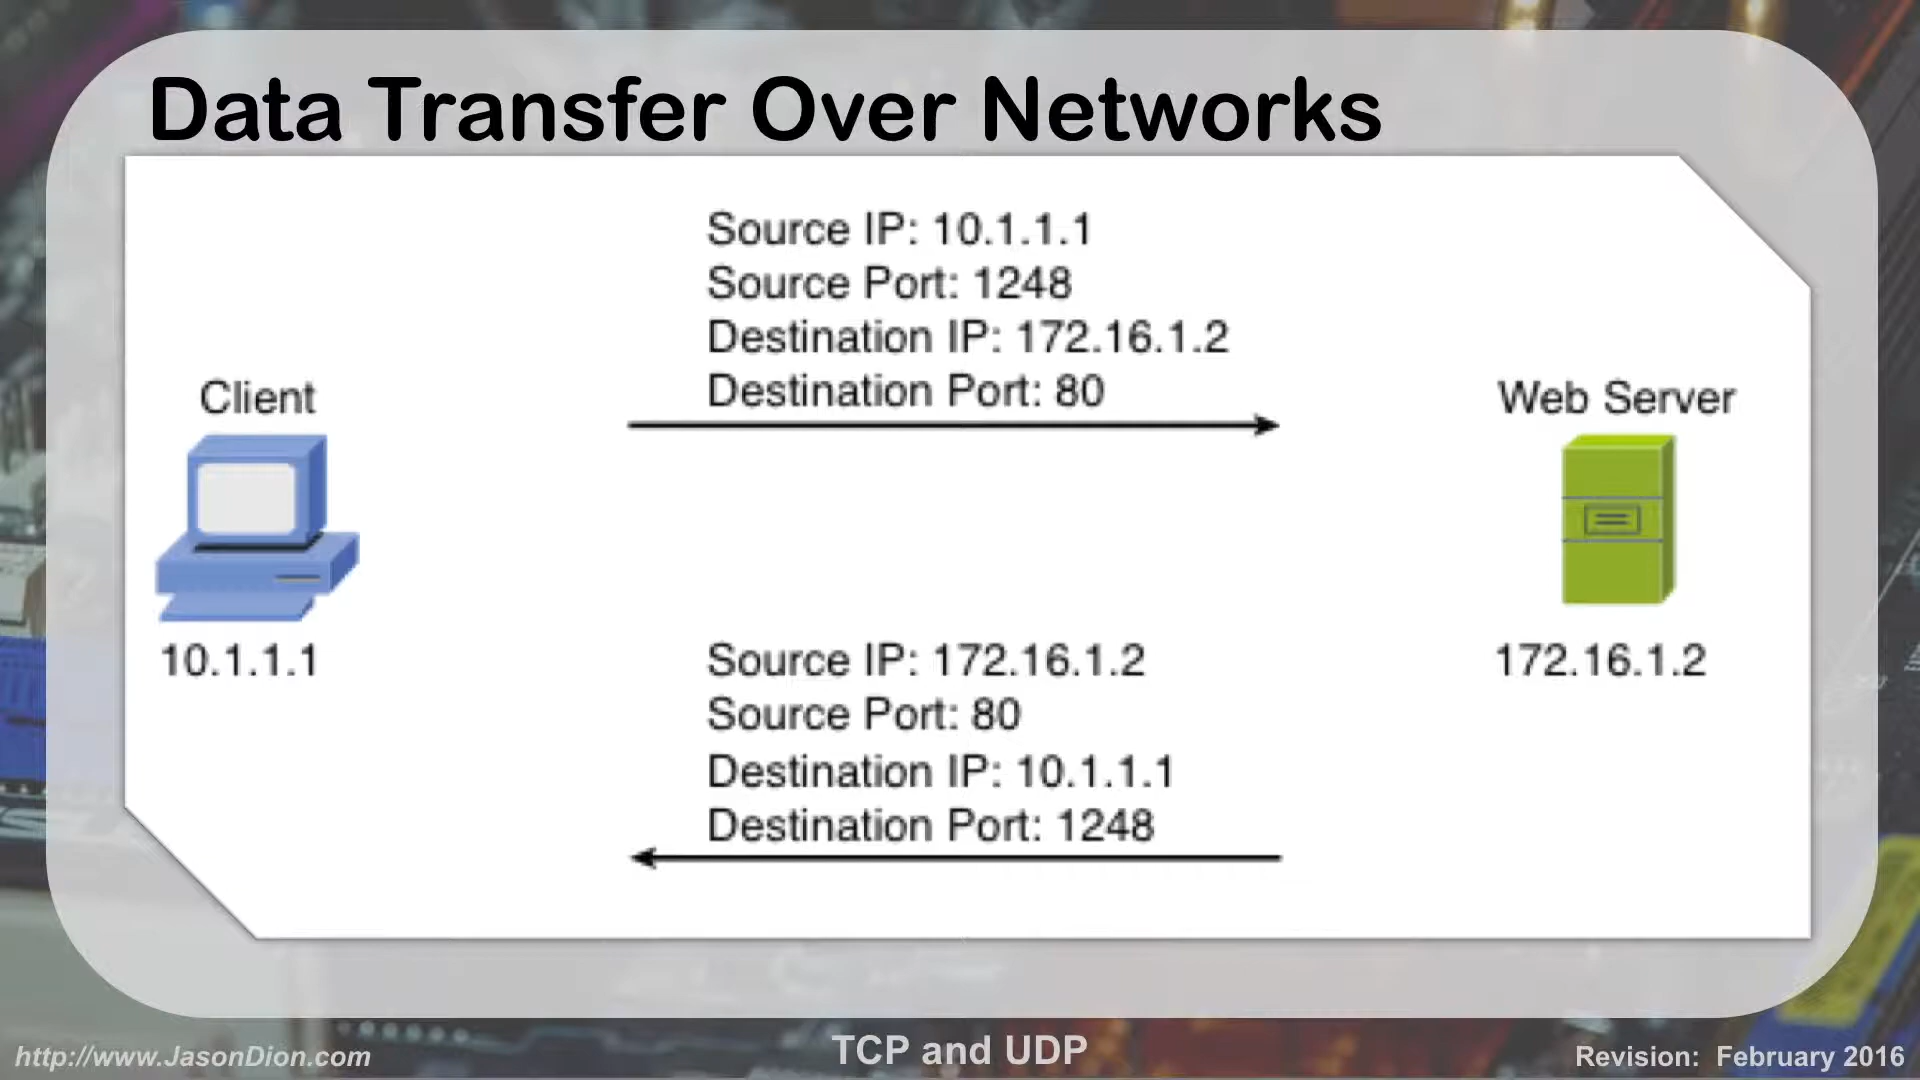 Data Transfer Over Networks
Source IP: 10.1.1.1
Source Port: 1248
Destination IP: 172.16.1.2
Destination Port: 80
Client
Web Server
10.1.1.1
172.16.1.2
Source IP: 172.16.1.2
Source Port: 80
Destination IP: 10.1.1.1
Destination Port: 1248
http://www.JasonDion.com
TCP and UDP
Revision: February 2016